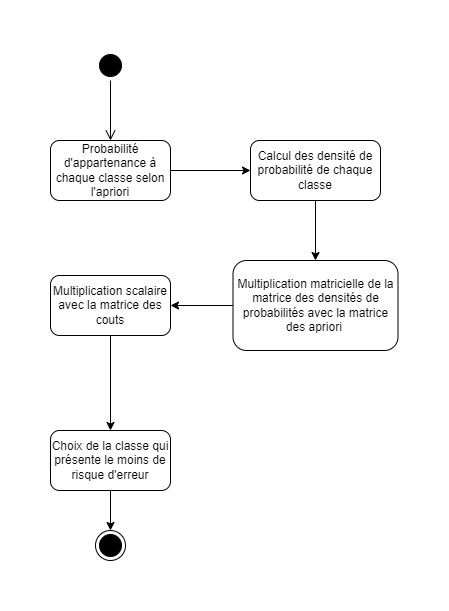 Probabilité
d'appartenance à
chaque classe selon
l'apriori
Calcul des densité de
probabilité de chaque
classe
Multiplication matricielle de la
matrice des densités de
probabilités avec la matrice
des apriori
Multiplication scalaire
avec la matrice des
couts
Choix de la classe qui
présente le moins de
risque d'erreur